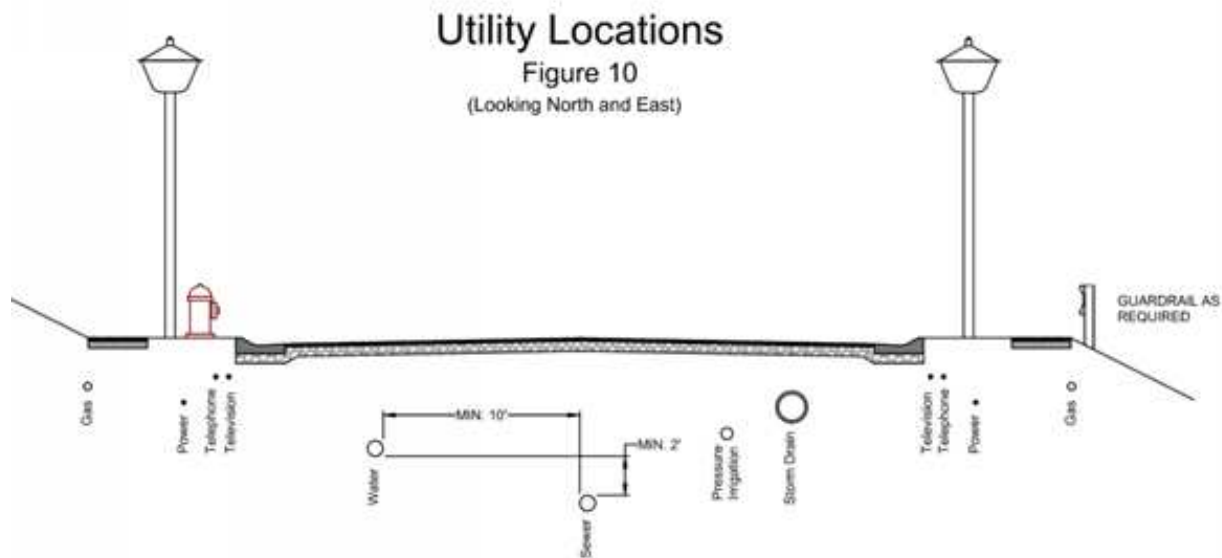 Utility Locations
Figure 10
(Looking North and East)
GUARDRAIL AS
REQUIRED
Gas
Power
Telephone
Television
Water
MIN. 10'
MIN. 2'
Sewer
Pressure
Irrigation
Storm Drain
Television
Telephone
Power
Gas